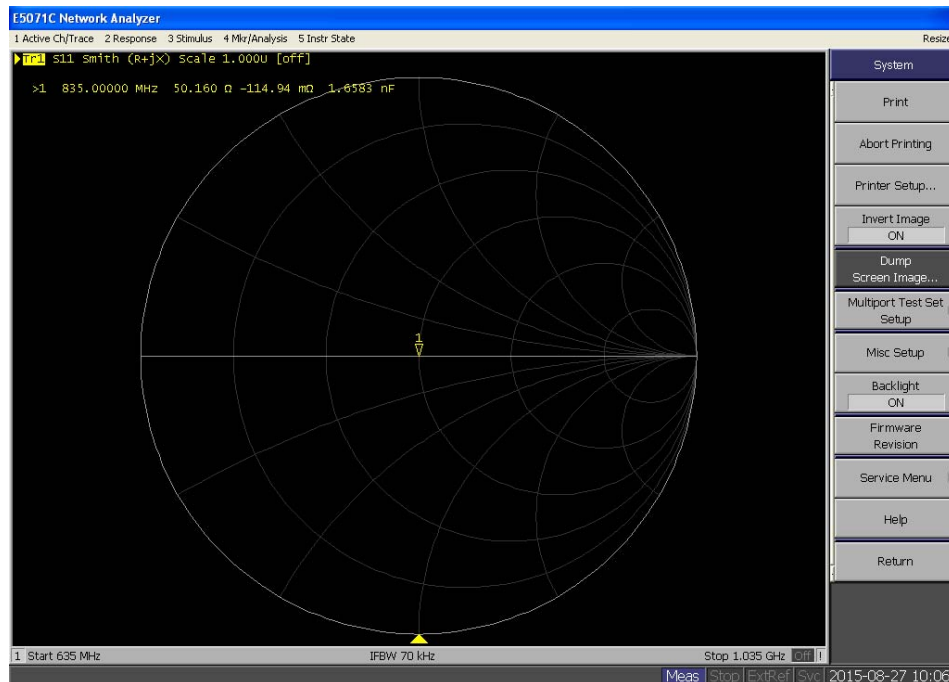 E5071C Network Analyzer
1 Active Ch/Trace 2 Response 3 Stimulus 4 Mkr/Analysis 5 Instr State
Resize
Tr1 S11 Smith (R+jX) Scale 1.000U [off]
>1 835.00000 MHz 50.160 Ω -114.94 mΩ 1.6583 nF
1
System
Print
Abort Printing
Printer Setup...
Invert Image
ON
Dump
Screen Image...
Multiport Test Set
Setup
Misc Setup
Backlight
ON
Firmware
Revision
Service Menu
Help
Return
1 Start 635 MHz
IFBW 70 kHz
Stop 1.035 GHz Off !
Meas Stop ExtRef Svc 2015-08-27 10:06